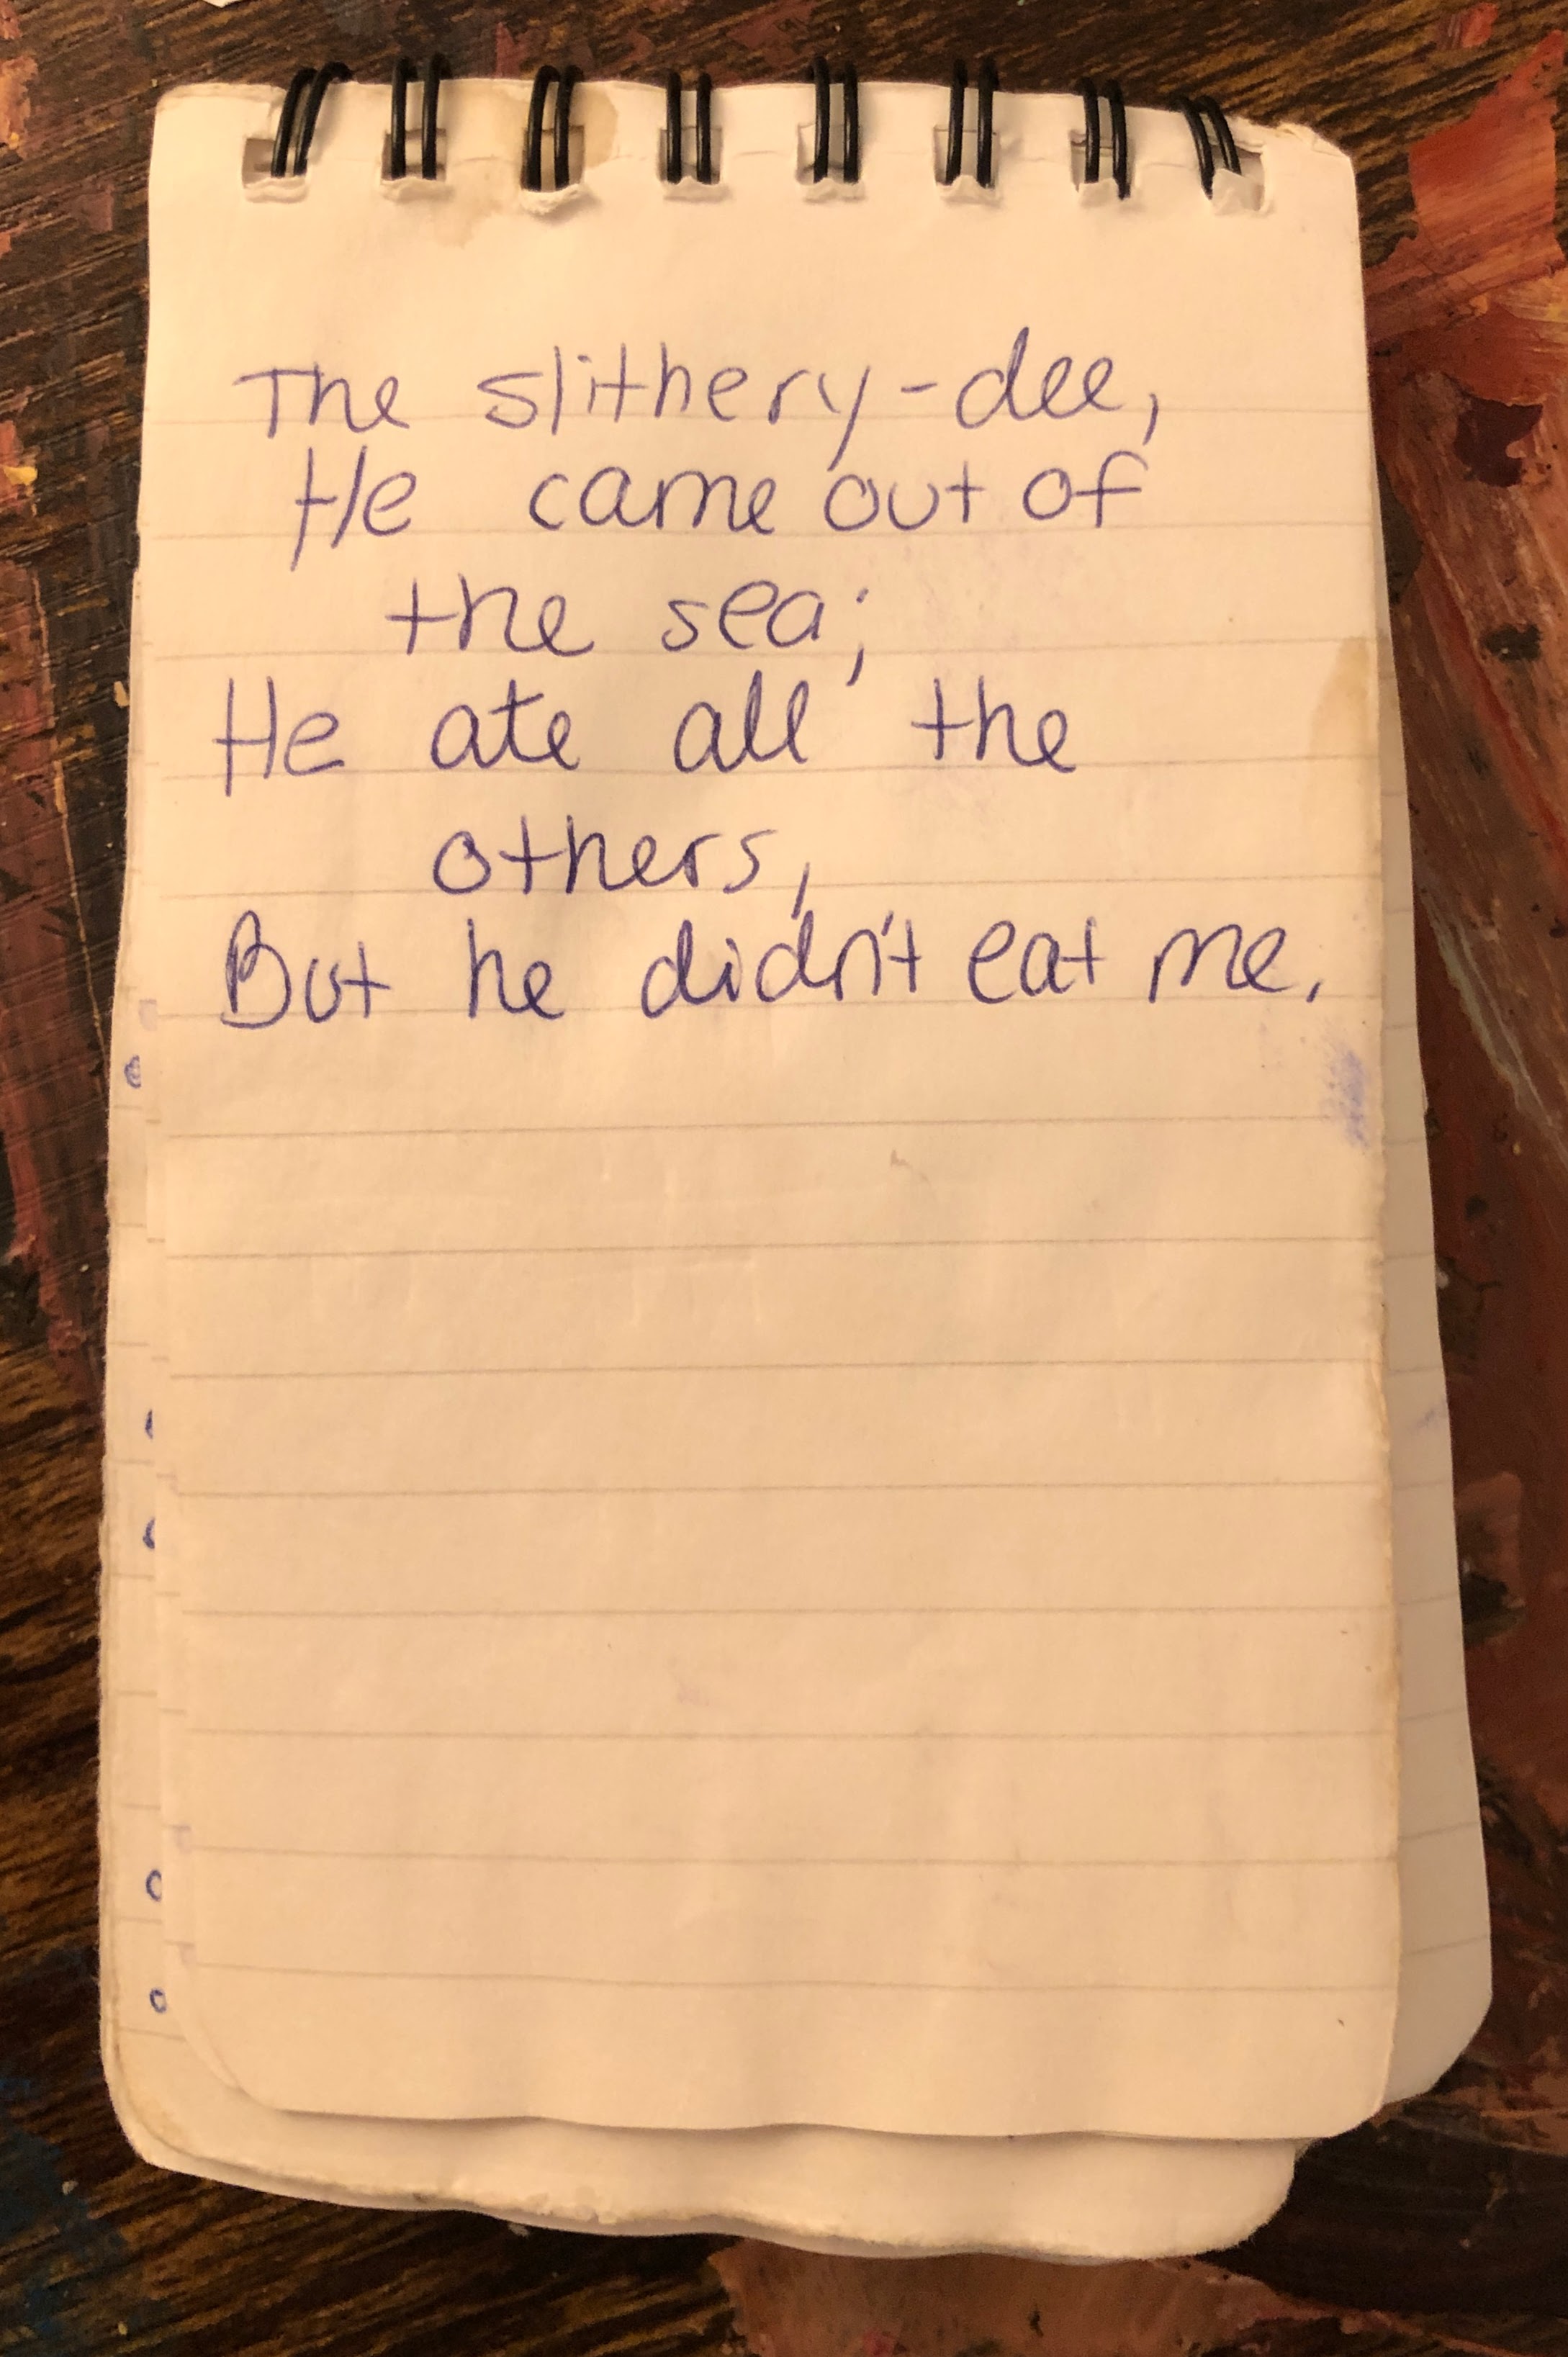 The slithery-dee,
He came out of
the sea;
He ate all the
others,
But he didn't eat me.